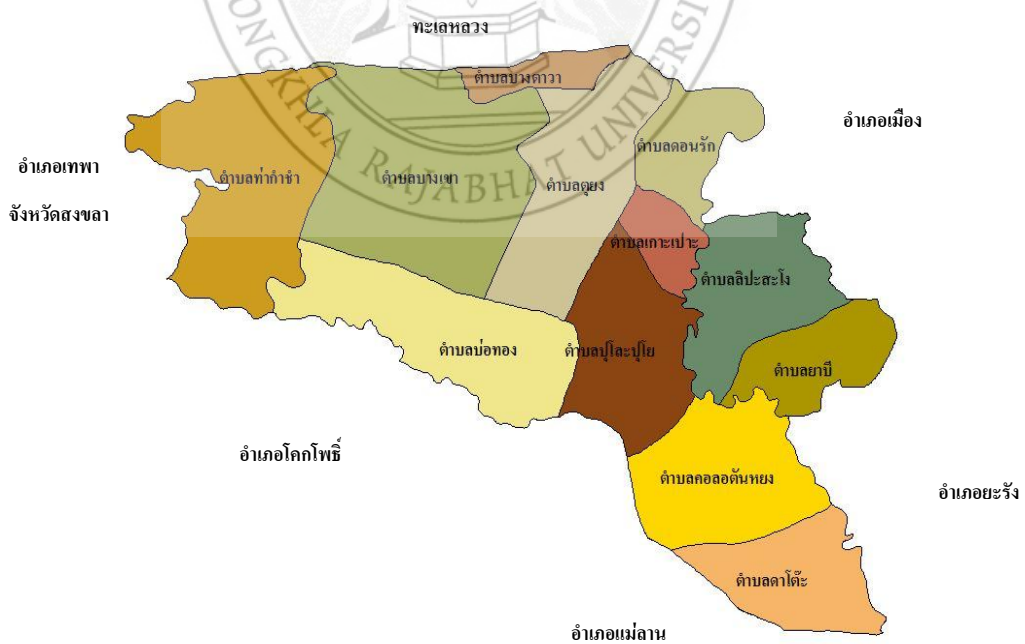 ทะเลหลวง
ตำบลบางตาวา
อำเภอเมือง
ตำบลดอนรัก
อำเภอเทพา
จังหวัดสงขลา
ตำบลท่ากำชำ
ตำบลบางเขา
ตำบลตุยง
ตำบลเกาะเปาะ
ตำบลลิปะสะโง
ตำบลบ่อทอง
ตำบลปุโละปุโย
ตำบลยาบี
อำเภอโคกโพธิ์
ตำบลคอลอตันหยง
อำเภอยะรัง
ตำบลดาโต๊ะ
อำเภอแม่ลาน
SONGKHLA RAJABHAT UNIVERSITY